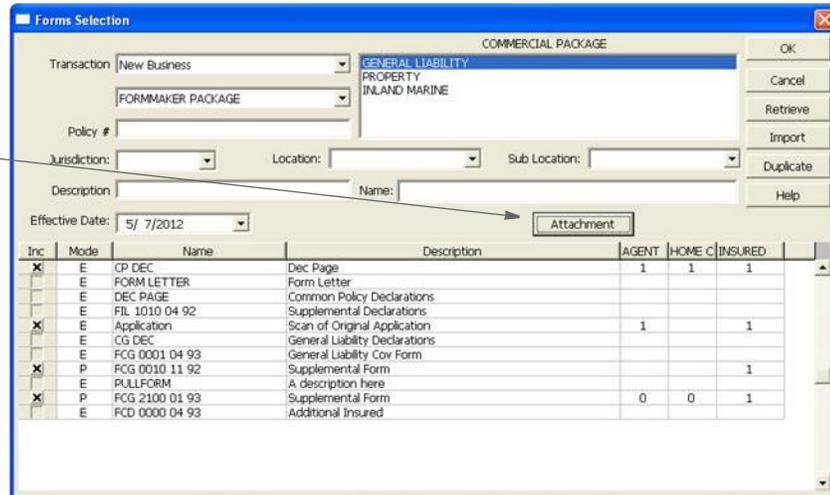 Forms Selection
COMMERCIAL PACKAGE
Transaction New Business
FORMMAKER PACKAGE
GENERAL LIABILITY
PROPERTY
INLAND MARINE
OK
Cancel
Retrieve
Import
Duplicate
Help
Policy #
Jurisdiction: Location: Sub Location:
Description Name:
Effective Date: 5/ 7/2012 Attachment
Inc Mode Name Description AGENT HOME C INSURED
X E CP DEC Dec Page 1 1 1
E FORM LETTER Form Letter
E DEC PAGE Common Policy Declarations
E FIL 1010 04 92 Supplemental Declarations
X E Application Scan of Original Application 1 1
E CG DEC General Liability Declarations
E FCG 0001 04 93 General Liability Cov Form
X P FCG 0010 11 92 Supplemental Form 1
E PULLFORM A description here
X P FCG 2100 01 93 Supplemental Form 0 0 1
E FCD 0000 04 93 Additional Insured